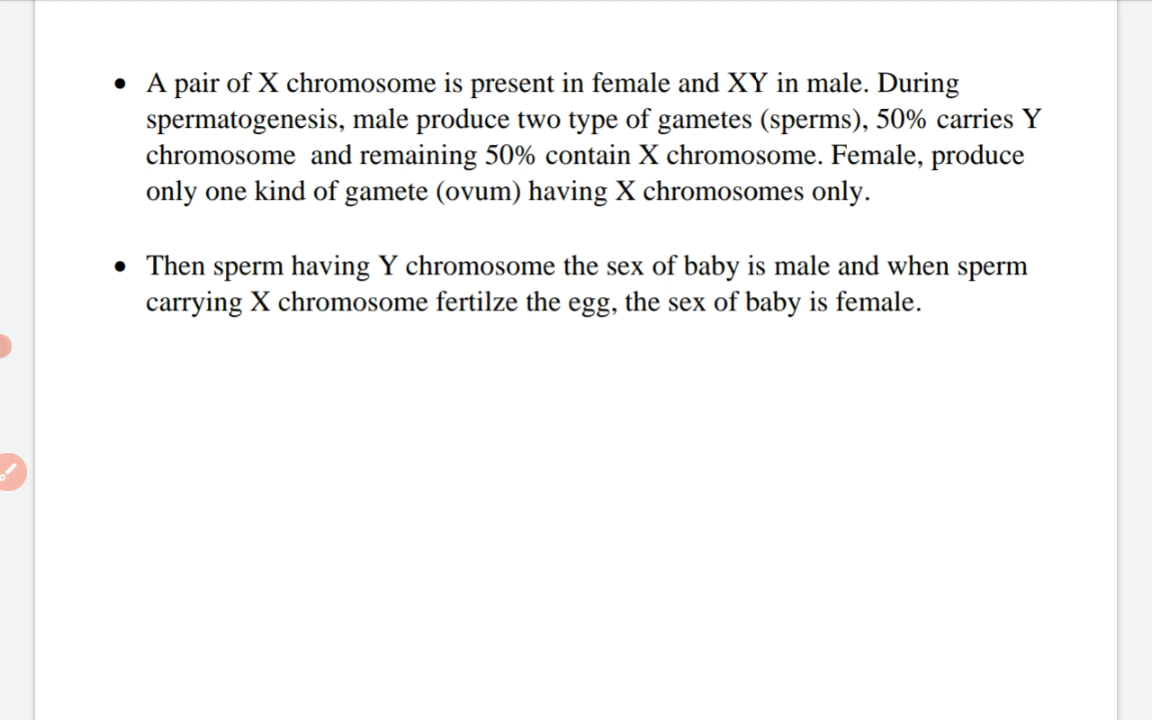 • A pair of X chromosome is present in female and XY in male. During
spermatogenesis, male produce two type of gametes (sperms), 50% carries Y
chromosome  and remaining 50% contain X chromosome. Female, produce
only one kind of gamete (ovum) having X chromosomes only.
• Then sperm having Y chromosome the sex of baby is male and when sperm
carrying X chromosome fertilze the egg, the sex of baby is female.